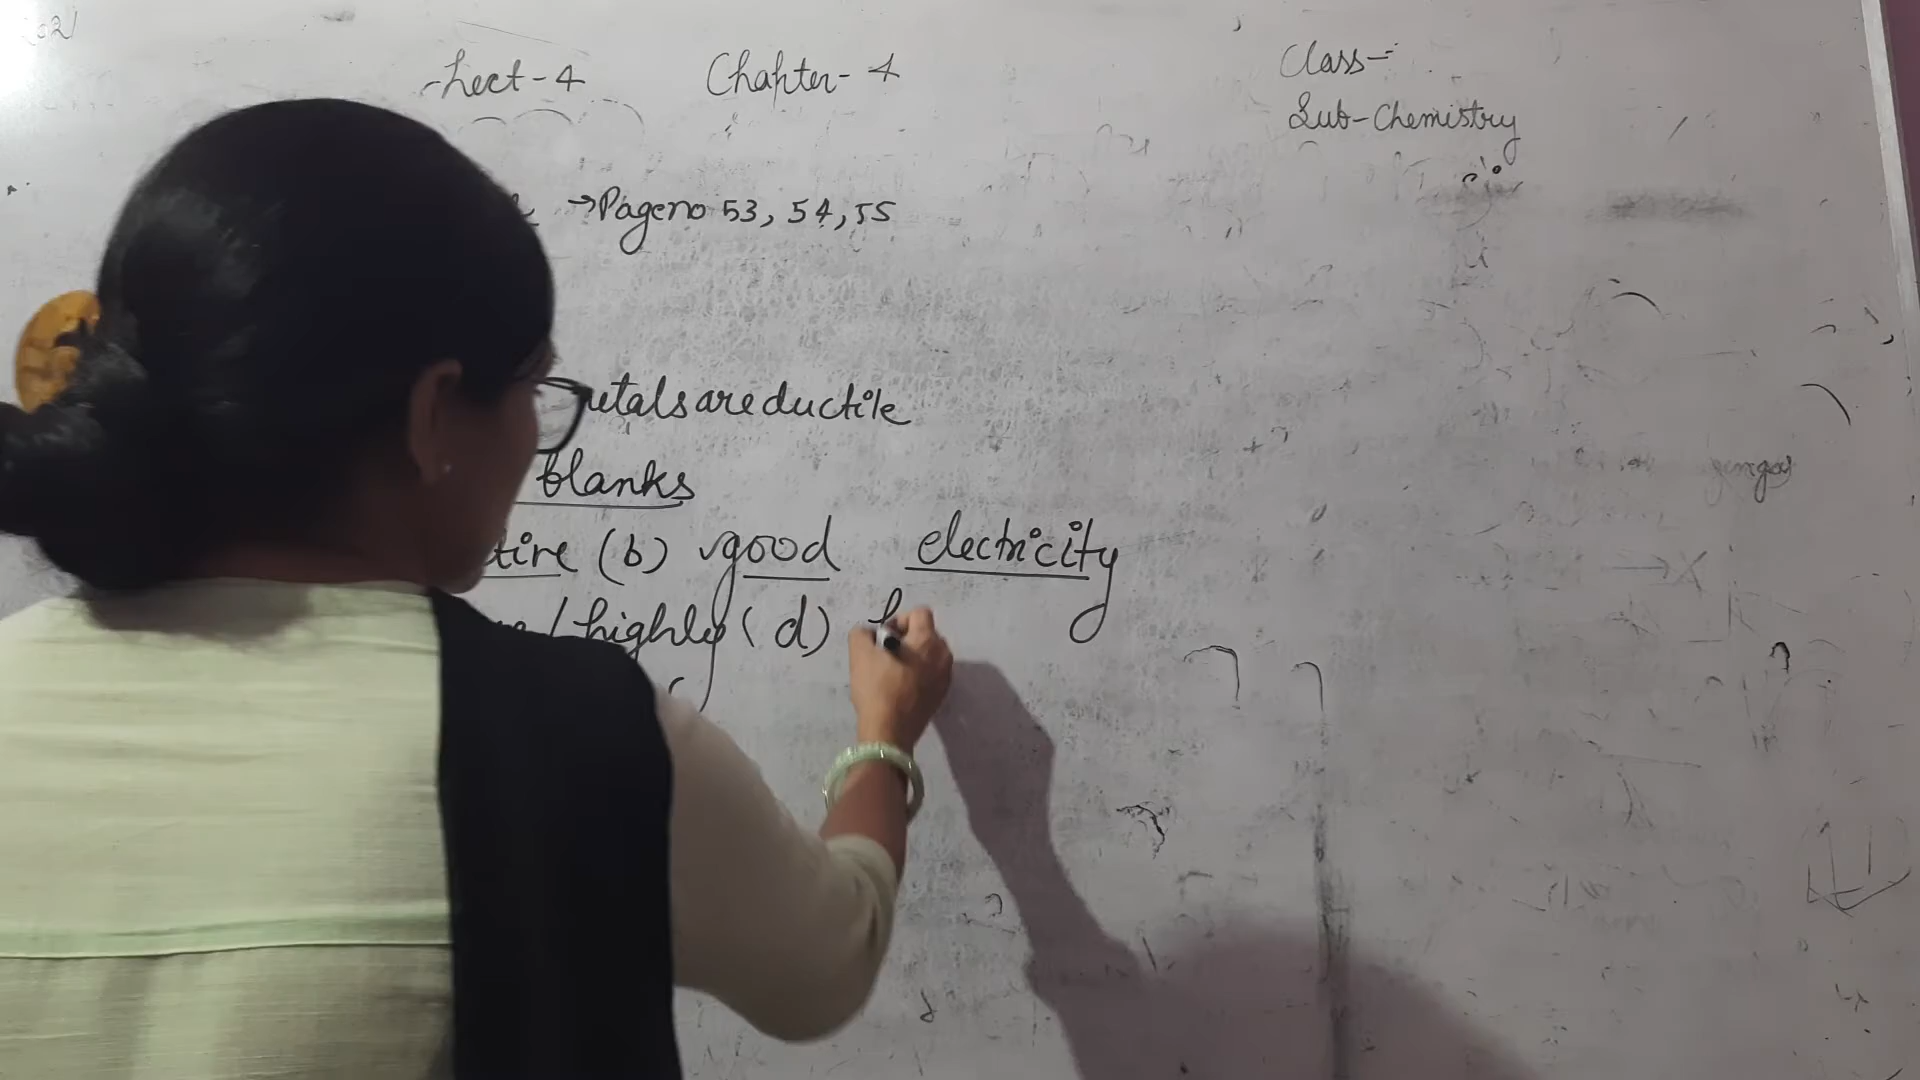 Lect-4 Chapter-4 Class-
Sub-Chemistry
→Page no 53, 54, 55
etals are ductile
blanks
tire (b) good electricity
/highly (d)